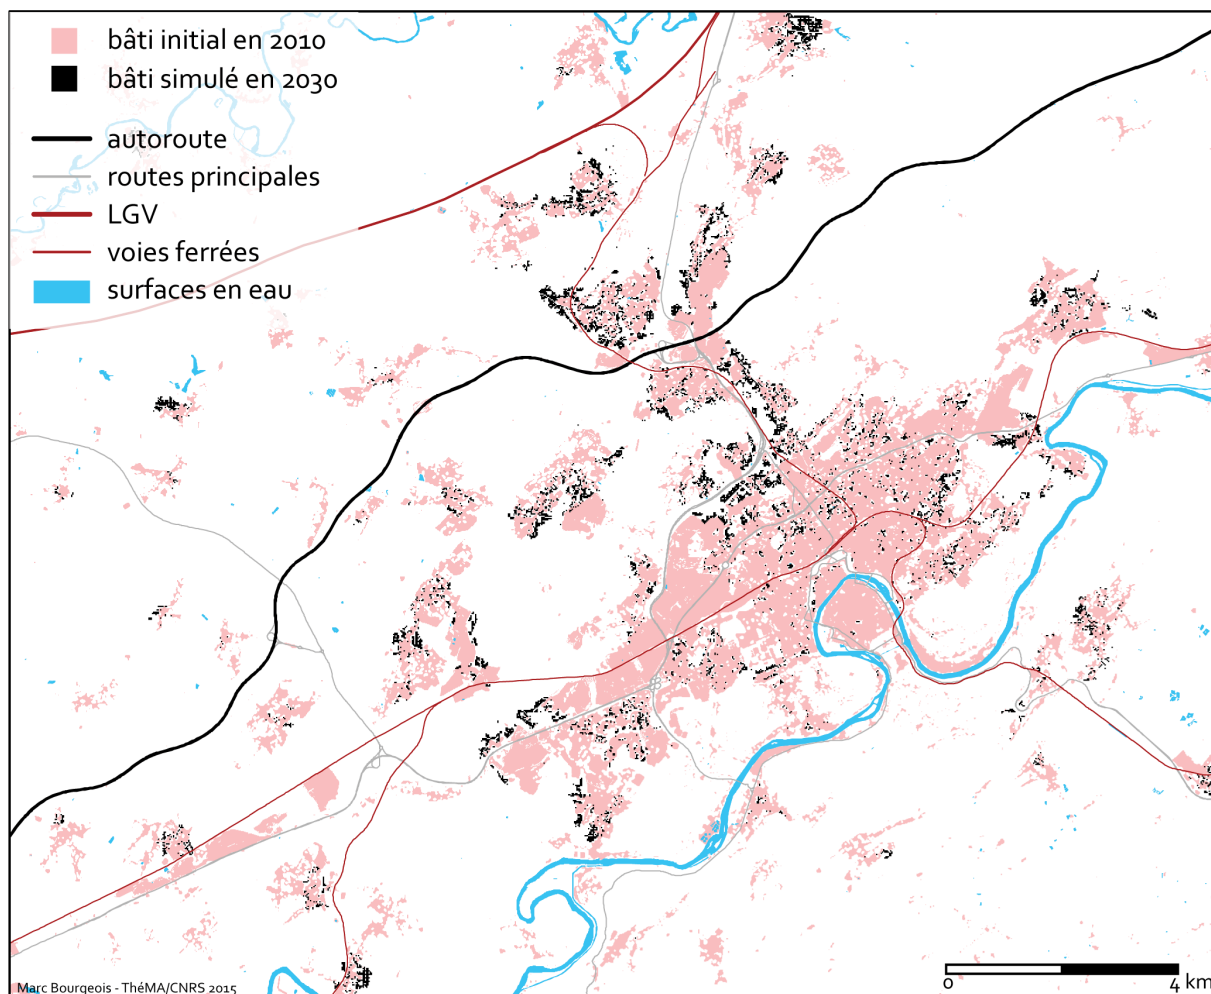 bâti initial en 2010
bâti simulé en 2030
autoroute
routes principales
LGV
voies ferrées
surfaces en eau
0 4 km
Marc Bourgeois - ThéMA/CNRS 2015